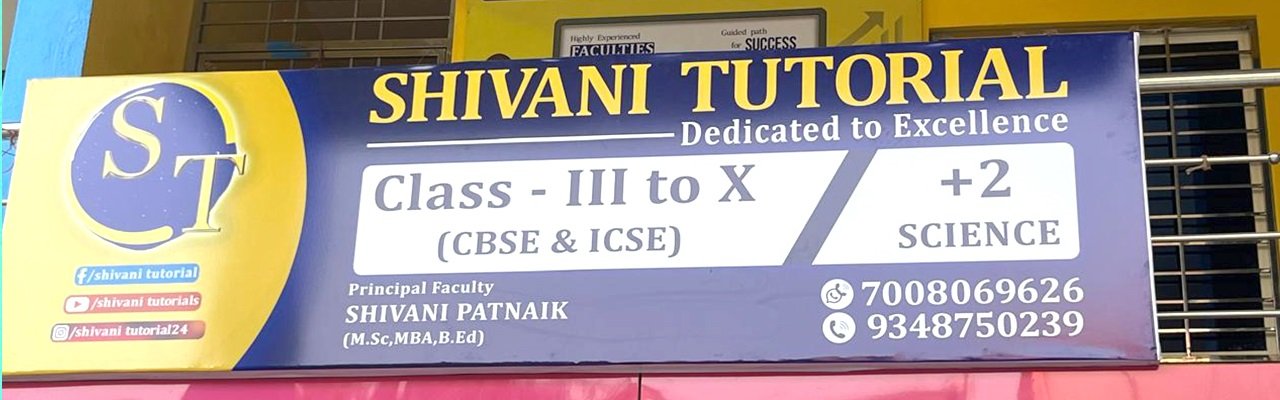 Highly Experienced
FACULTIES
Guided path
for SUCCESS
SHIVANI TUTORIAL
Dedicated to Excellence
ST
Class - III to X
(CBSE & ICSE)
+2
SCIENCE
f/shivani tutorial
/shivani tutorials
/shivani tutorial24
Principal Faculty
SHIVANI PATNAIK
(M.Sc,MBA,B.Ed)
7008069626
9348750239